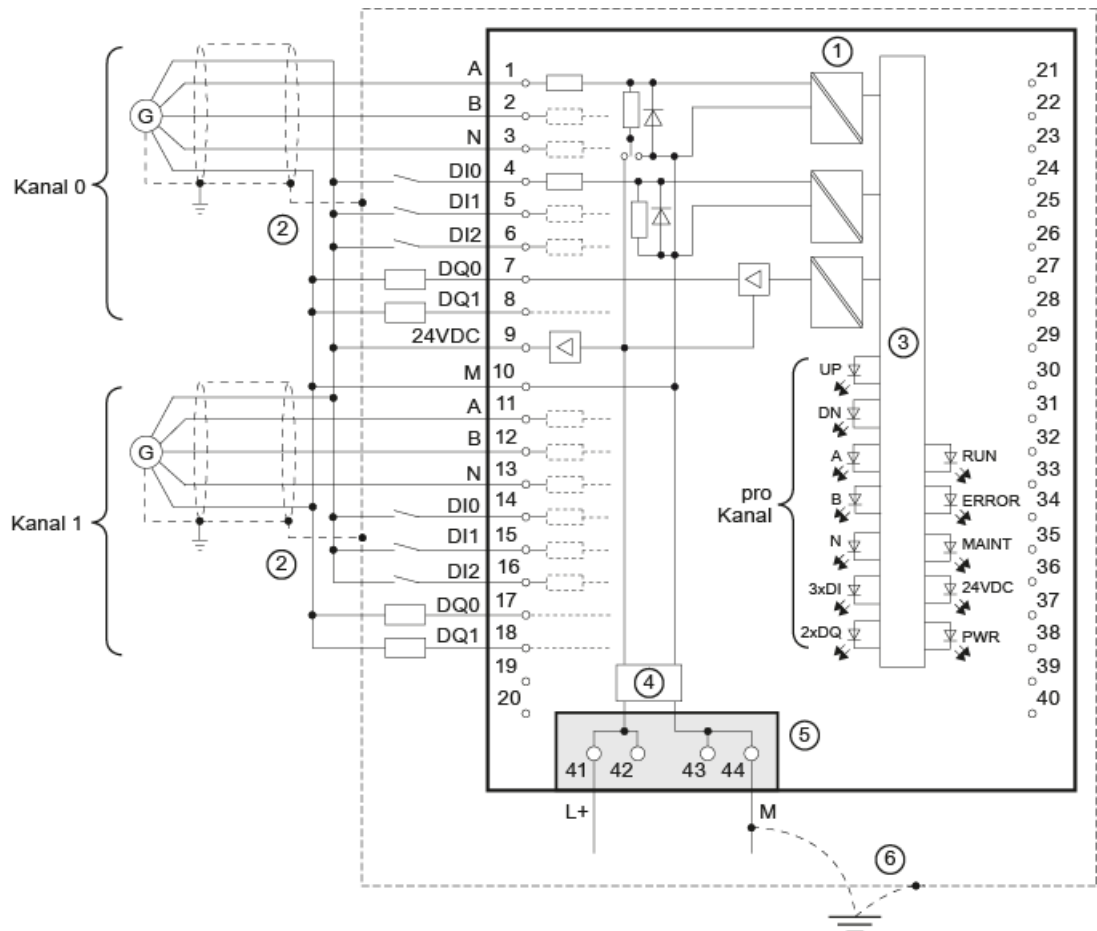 ①
A 1 21
B 2 22
N 3 23
DI0 4 24
DI1 5 25
DI2 6 26
DQ0 7 27
DQ1 8 28
24VDC 9 29
M 10 30
A 11 31
B 12 32
N 13 33
DI0 14 34
DI1 15 35
DI2 16 36
DQ0 17 37
DQ1 18 38
19 39
20 40
G
Kanal 0
②
G
Kanal 1
②
③
UP
DN
A RUN
B ERROR
N MAINT
3xDI 24VDC
2xDQ PWR
pro
Kanal
④
⑤
41 42 43 44
L+ M
⑥